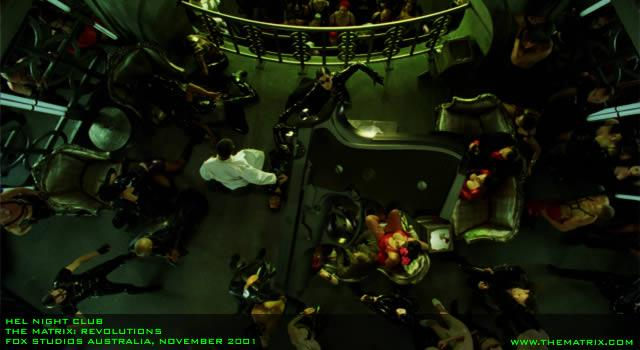 HEL NIGHT CLUB
THE MATRIX: REVOLUTIONS
FOX STUDIOS AUSTRALIA, NOVEMBER 2001
WWW.THEMATRIX.COM